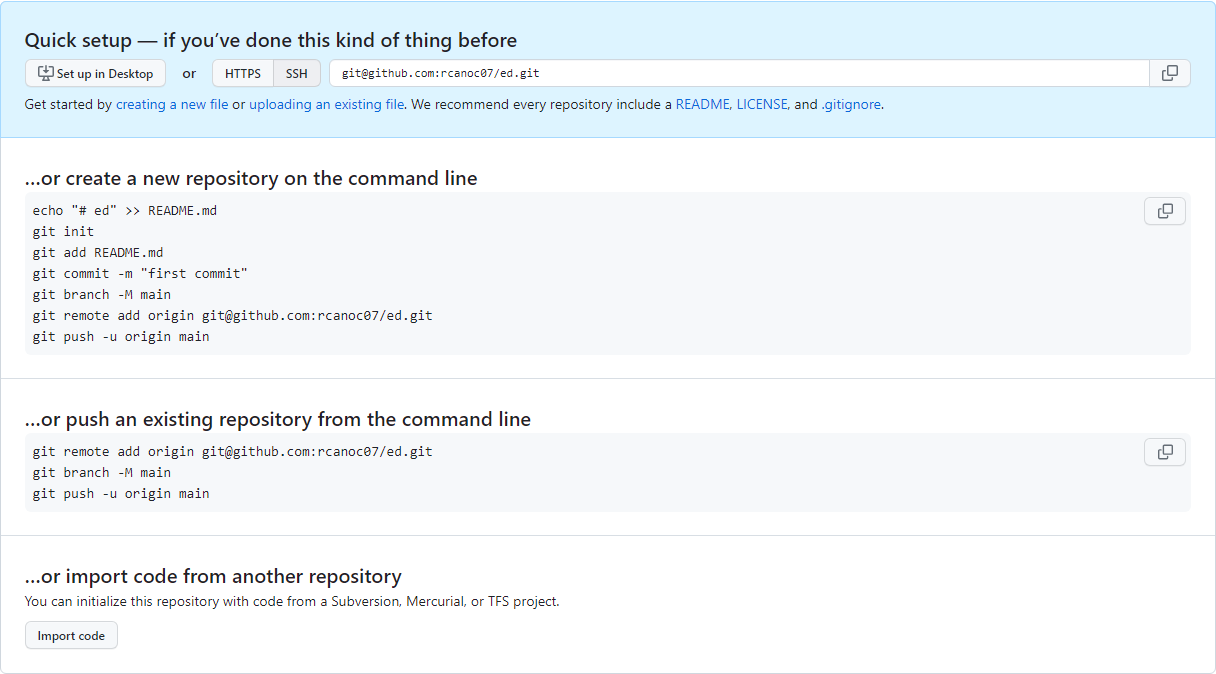 Quick setup — if you’ve done this kind of thing before
Set up in Desktop or HTTPS SSH git@github.com:rcanoc07/ed.git
Get started by creating a new file or uploading an existing file. We recommend every repository include a README, LICENSE, and .gitignore.
…or create a new repository on the command line
echo "# ed" >> README.md
git init
git add README.md
git commit -m "first commit"
git branch -M main
git remote add origin git@github.com:rcanoc07/ed.git
git push -u origin main
…or push an existing repository from the command line
git remote add origin git@github.com:rcanoc07/ed.git
git branch -M main
git push -u origin main
…or import code from another repository
You can initialize this repository with code from a Subversion, Mercurial, or TFS project.
Import code